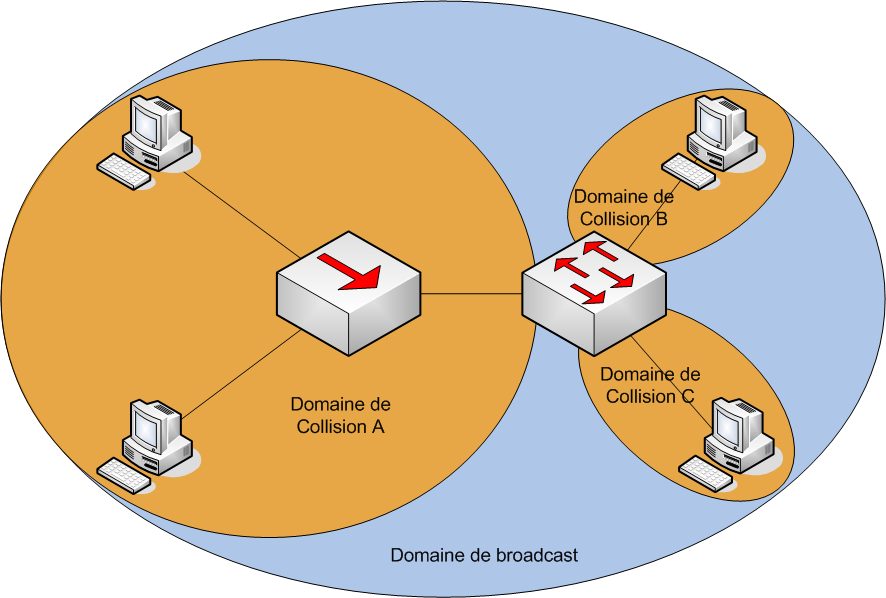 Domaine de
Collision B
Domaine de
Collision C
Domaine de
Collision A
Domaine de broadcast